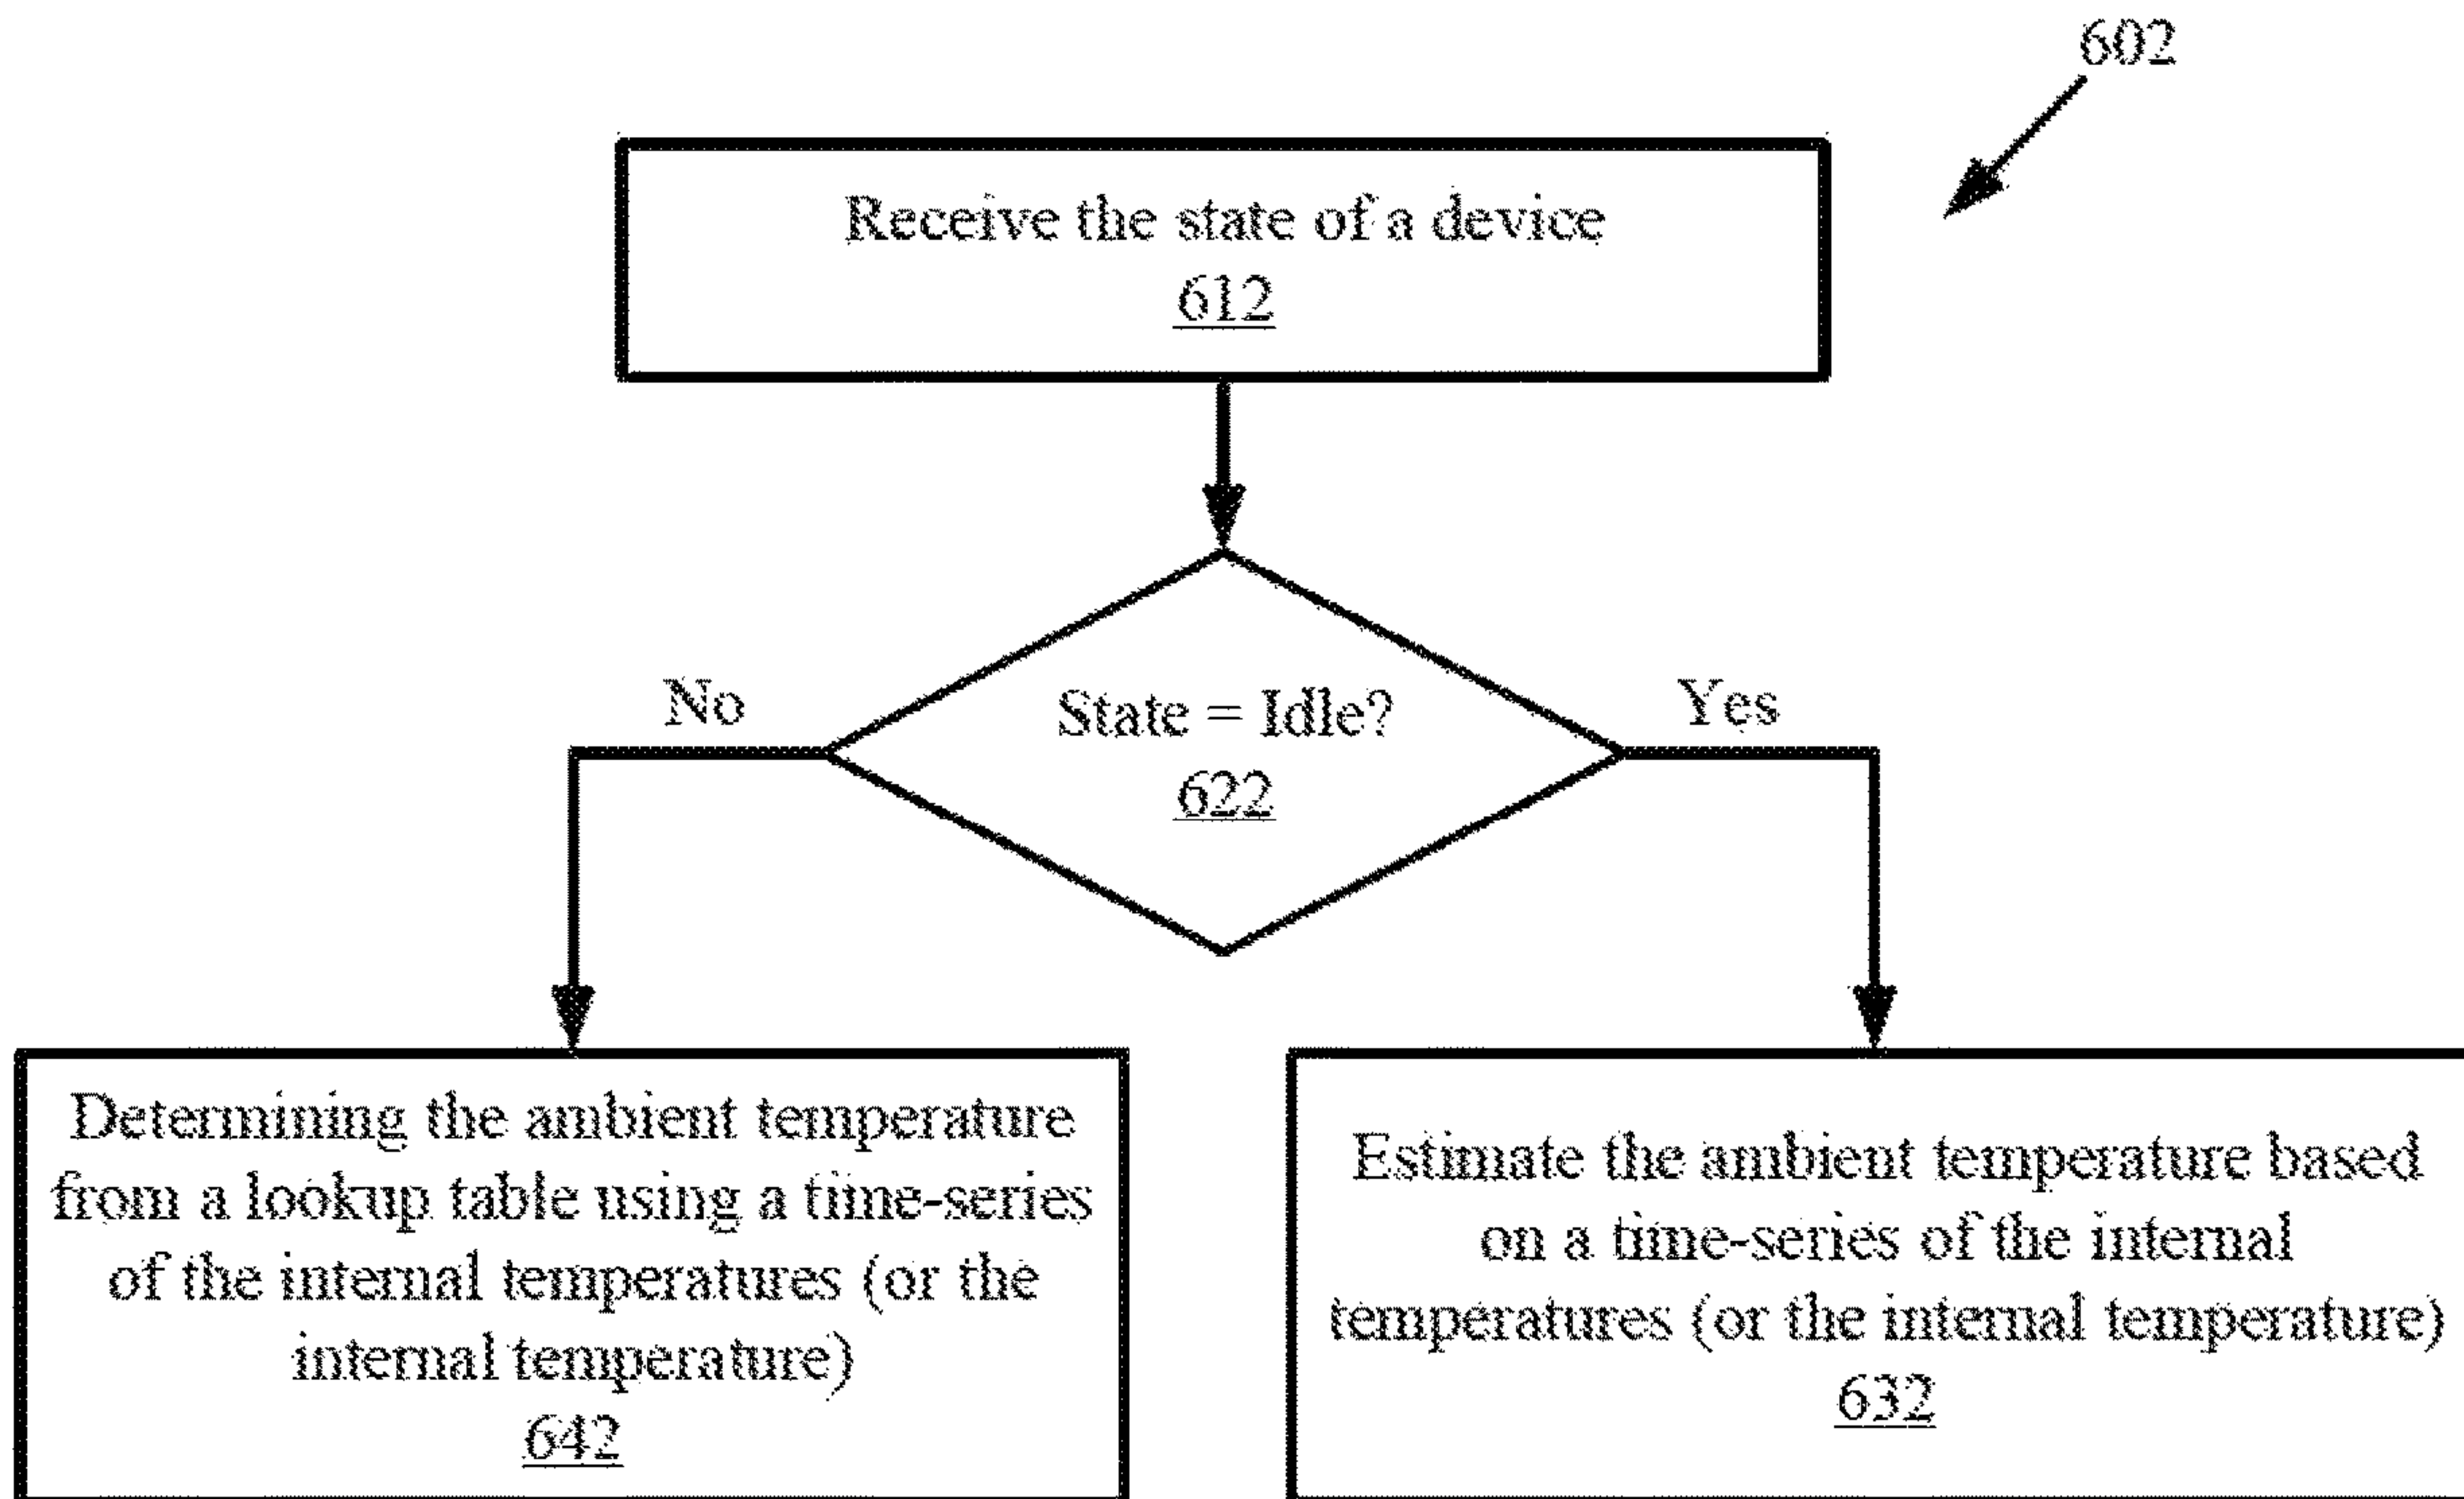 602
Receive the state of a device
612
State = Idle?
622
No
Yes
Determining the ambient temperature
from a lookup table using a time-series
of the internal temperatures (or the
internal temperature)
642
Estimate the ambient temperature based
on a time-series of the internal
temperatures (or the internal temperature)
632